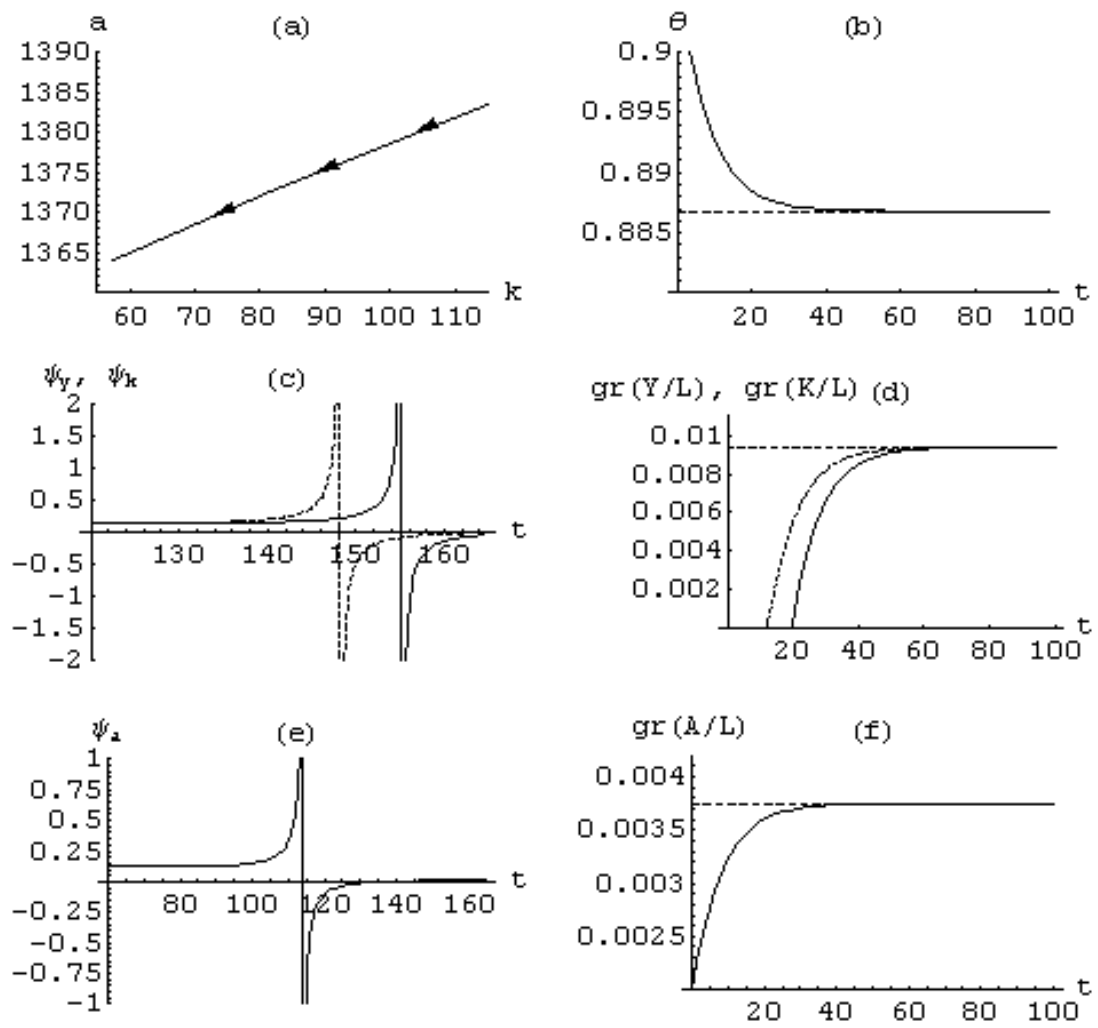 a (a)
1390
1385
1380
1375
1370
1365
60 70 80 90 100 110 k
θ (b)
0.9
0.895
0.89
0.885
20 40 60 80 100 t
ψy, ψk (c)
2
1.5
1
0.5
-0.5
-1
-1.5
-2
130 140 150 160 t
gr(Y/L), gr(K/L) (d)
0.01
0.008
0.006
0.004
0.002
20 40 60 80 100 t
ψa (e)
1
0.75
0.5
0.25
-0.25
-0.5
-0.75
-1
80 100 120 140 160 t
gr(A/L) (f)
0.004
0.0035
0.003
0.0025
20 40 60 80 100 t